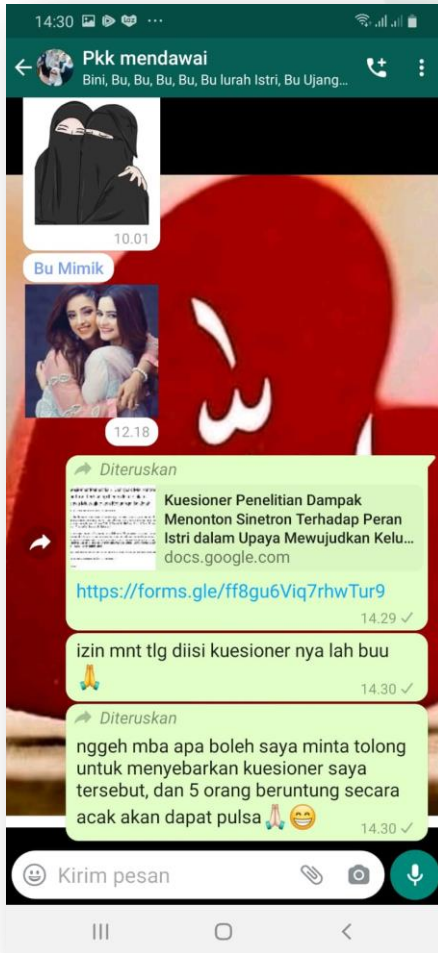 14:30
Pkk mendawai
Bini, Bu, Bu, Bu, Bu, Bu lurah Istri, Bu Ujang...
10.01
Bu Mimik
12.18
Diteruskan
Kuesioner Penelitian Dampak
Menonton Sinetron Terhadap Peran
Istri dalam Upaya Mewujudkan Kelu...
docs.google.com
https://forms.gle/ff8gu6Viq7rhwTur9
14.29
izin mnt tlg diisi kuesioner nya lah buu
🙏
14.30
Diteruskan
nggeh mba apa boleh saya minta tolong
untuk menyebarkan kuesioner saya
tersebut, dan 5 orang beruntung secara
acak akan dapat pulsa🙏😁
14.30
Kirim pesan